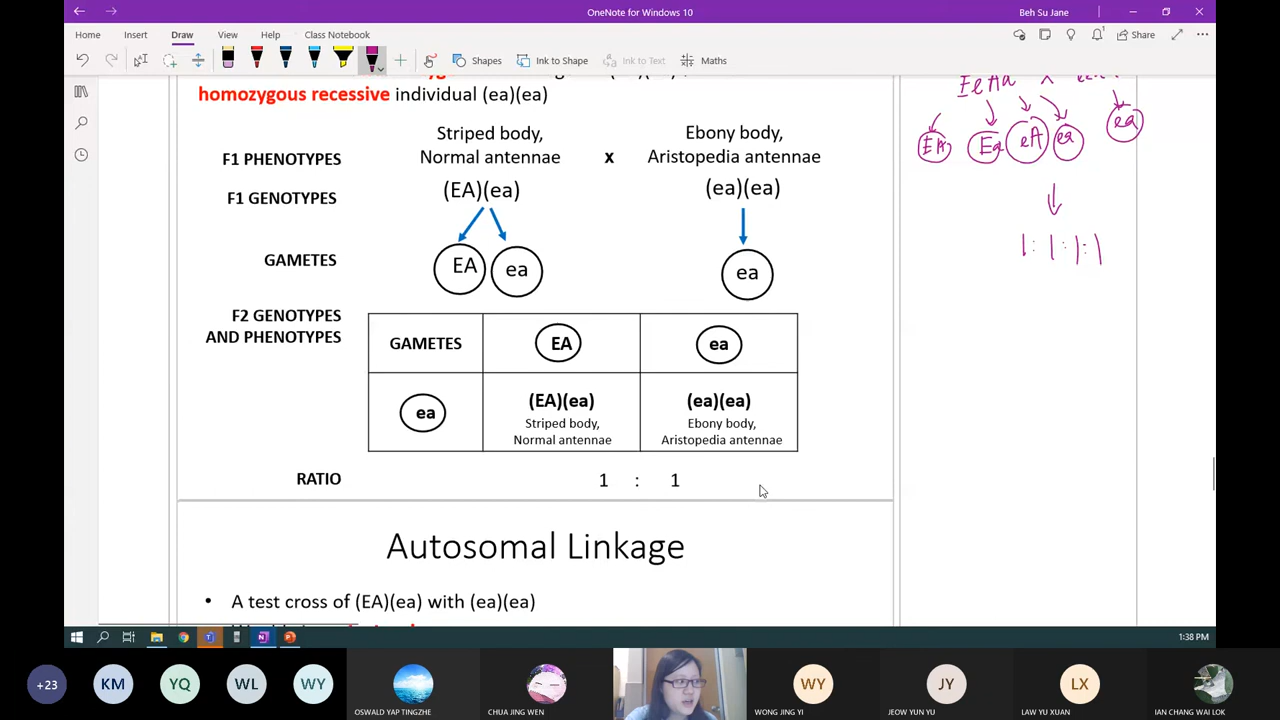 OneNote for Windows 10
Beh Su Jane
Home Insert Draw View Help Class Notebook
Share
Shapes Ink to Shape Ink to Text Maths
homozygous recessive individual (ea)(ea)
Striped body, Ebony body,
F1 PHENOTYPES Normal antennae x Aristopedia antennae
F1 GENOTYPES (EA)(ea) (ea)(ea)
GAMETES EA ea ea
F2 GENOTYPES
AND PHENOTYPES
GAMETES EA ea
ea (EA)(ea) (ea)(ea)
Striped body, Ebony body,
Normal antennae Aristopedia antennae
RATIO 1 : 1
Autosomal Linkage
• A test cross of (EA)(ea) with (ea)(ea)
EeAa x
EA Ea eA ea ea
1:1:1:1
1:38 PM
+23 KM YQ WL WY WY JY LX
OSWALD YAP TINGZHE CHUA JING WEN WONG JING YI JEOW YUN YU LAW YU XUAN IAN CHANG WAI LOK